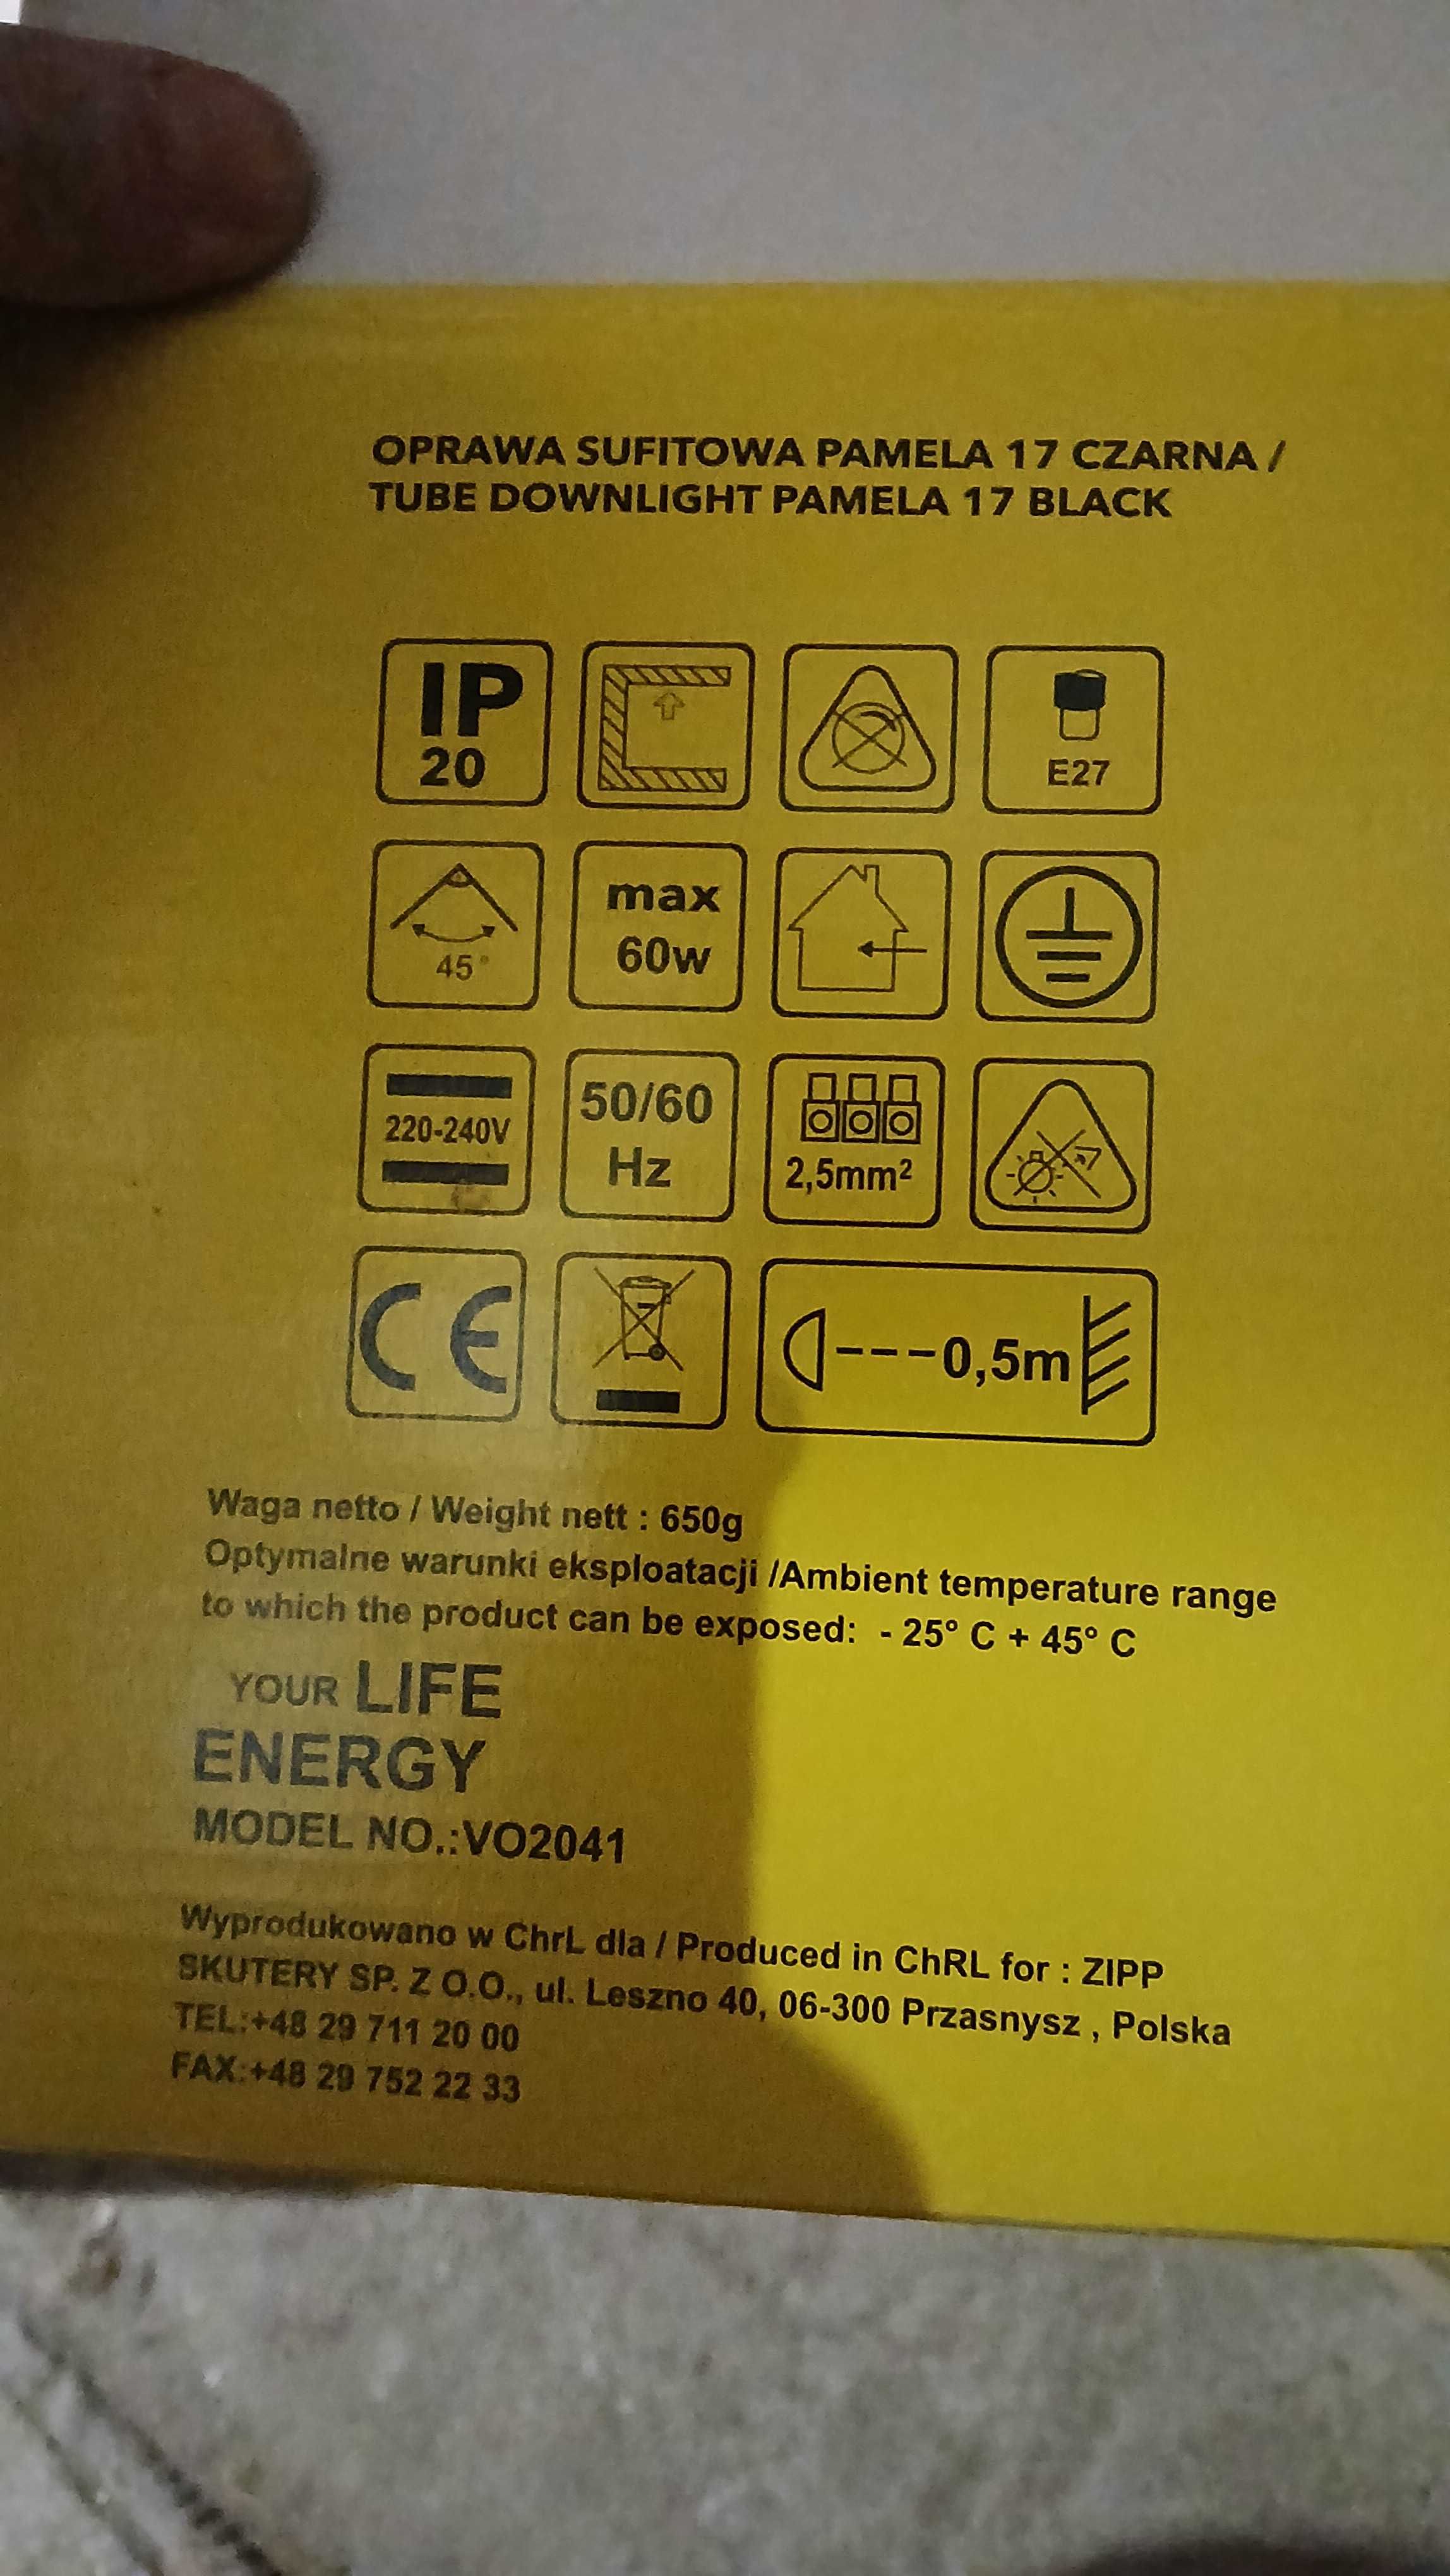 OPRAWA SUFITOWA PAMELA 17 CZARNA /
TUBE DOWNLIGHT PAMELA 17 BLACK
IP
20
E27
45°
max
60w
220-240V
50/60
Hz
2,5mm²
CE
0,5m
Waga netto / Weight nett : 650g
Optymalne warunki eksploatacji /Ambient temperature range
to which the product can be exposed: - 25° C + 45° C
YOUR LIFE
ENERGY
MODEL NO.:VO2041
Wyprodukowano w ChrL dla / Produced in ChRL for : ZIPP
SKUTERY SP. Z O.O., ul. Leszno 40, 06-300 Przasnysz , Polska
TEL:+48 29 711 20 00
FAX:+48 29 752 22 33